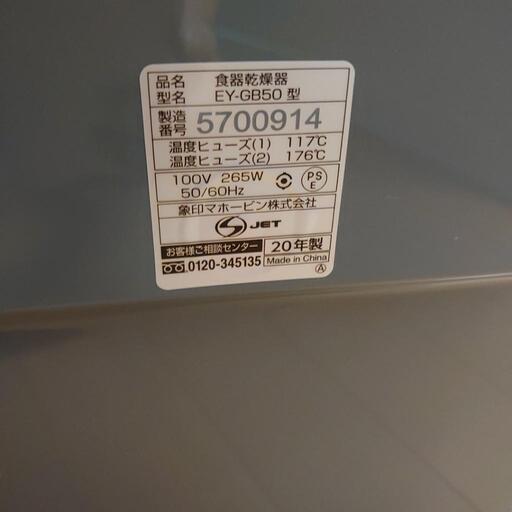 品名 食器乾燥器
型名 EY-GB50 型
製造番号 5700914
温度ヒューズ(1) 117℃
温度ヒューズ(2) 176℃
100V 265W
50/60Hz
PS
E
象印マホービン株式会社
S JET
お客様ご相談センター
0120-345135
20年製
Made in China
A